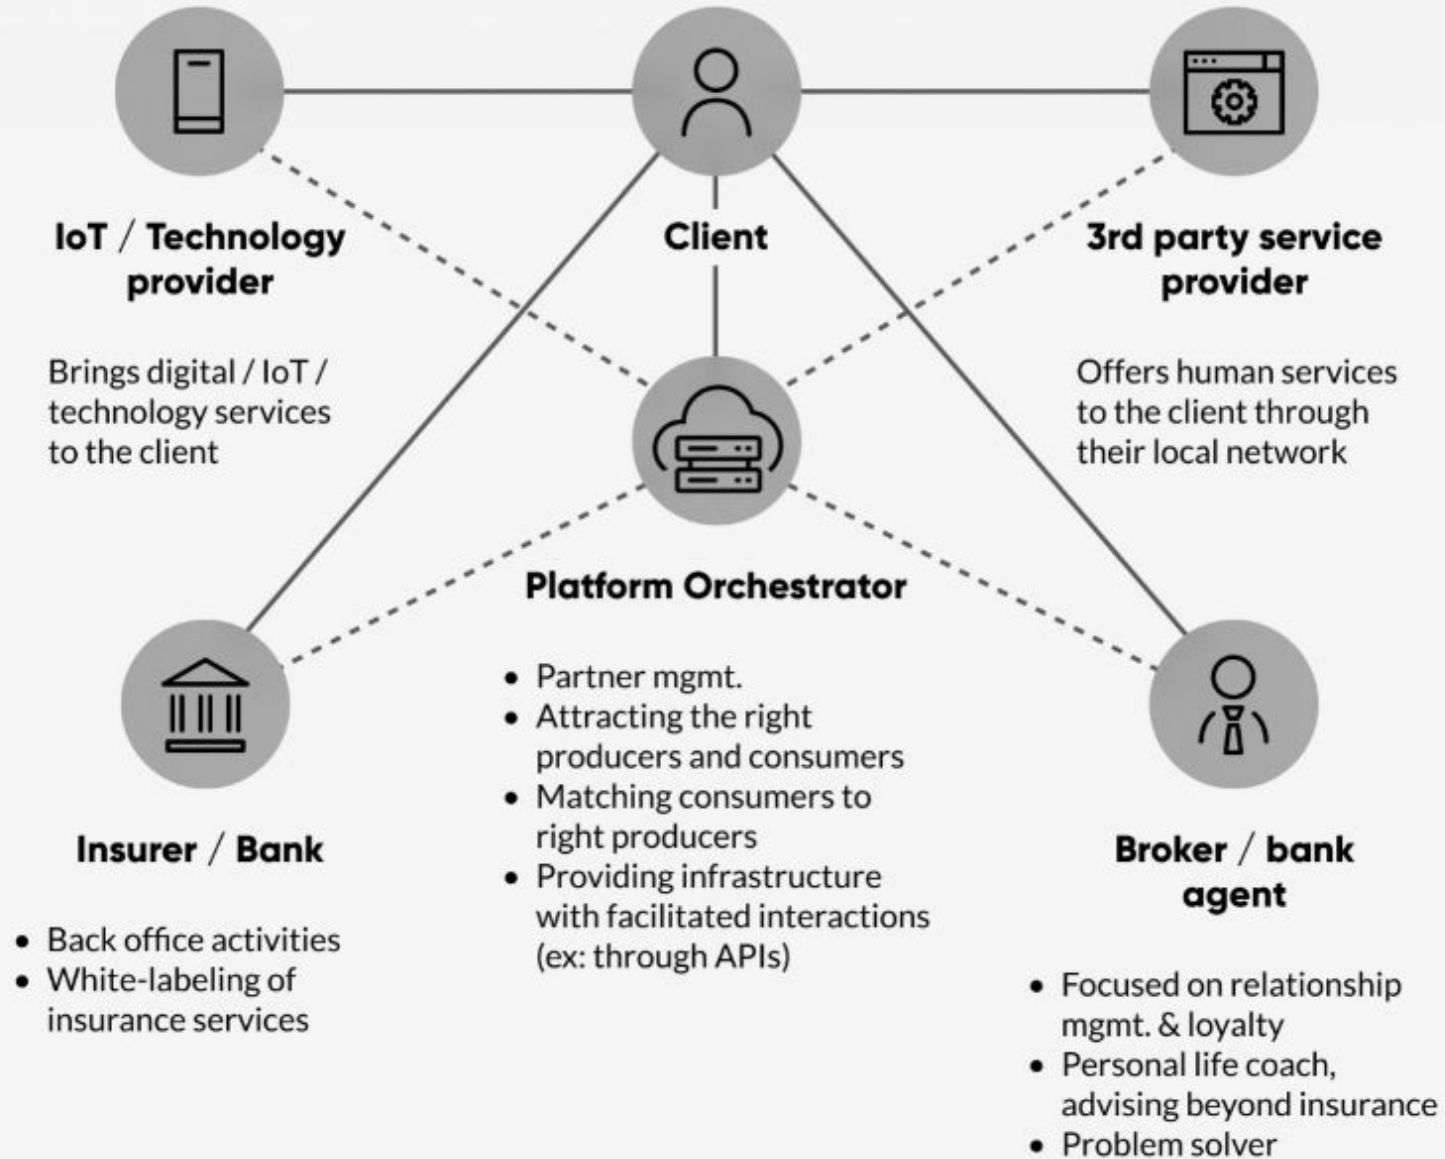 IoT / Technology
provider
Brings digital / IoT /
technology services
to the client
Client
3rd party service
provider
Offers human services
to the client through
their local network
Platform Orchestrator
• Partner mgmt.
• Attracting the right
producers and consumers
• Matching consumers to
right producers
• Providing infrastructure
with facilitated interactions
(ex: through APIs)
Insurer / Bank
• Back office activities
• White-labeling of
insurance services
Broker / bank
agent
• Focused on relationship
mgmt. & loyalty
• Personal life coach,
advising beyond insurance
• Problem solver